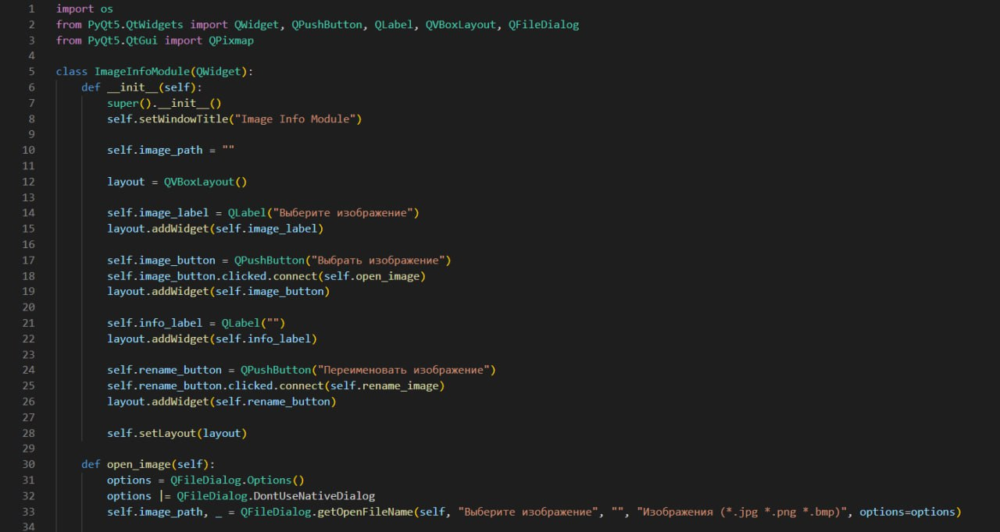 1 import os
2 from PyQt5.QtWidgets import QWidget, QPushButton, QLabel, QVBoxLayout, QFileDialog
3 from PyQt5.QtGui import QPixmap
4
5 class ImageInfoModule(QWidget):
6     def __init__(self):
7         super().__init__()
8         self.setWindowTitle("Image Info Module")
9
10         self.image_path = ""
11
12         layout = QVBoxLayout()
13
14         self.image_label = QLabel("Выберите изображение")
15         layout.addWidget(self.image_label)
16
17         self.image_button = QPushButton("Выбрать изображение")
18         self.image_button.clicked.connect(self.open_image)
19         layout.addWidget(self.image_button)
20
21         self.info_label = QLabel("")
22         layout.addWidget(self.info_label)
23
24         self.rename_button = QPushButton("Переименовать изображение")
25         self.rename_button.clicked.connect(self.rename_image)
26         layout.addWidget(self.rename_button)
27
28         self.setLayout(layout)
29
30     def open_image(self):
31         options = QFileDialog.Options()
32         options |= QFileDialog.DontUseNativeDialog
33         self.image_path, _ = QFileDialog.getOpenFileName(self, "Выберите изображение", "", "Изображения (*.jpg *.png *.bmp)", options=options)
34